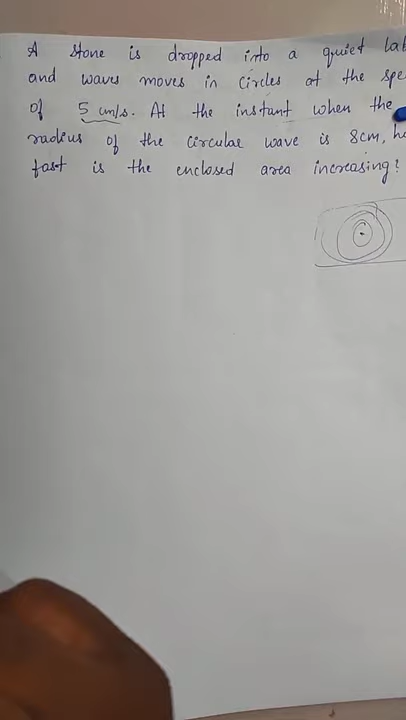 A stone is dropped into a quiet
and waves moves in circles at the
of 5 cm/s. At the instant when the
radius of the circular wave is 8cm,
fast is the enclosed area increasing?